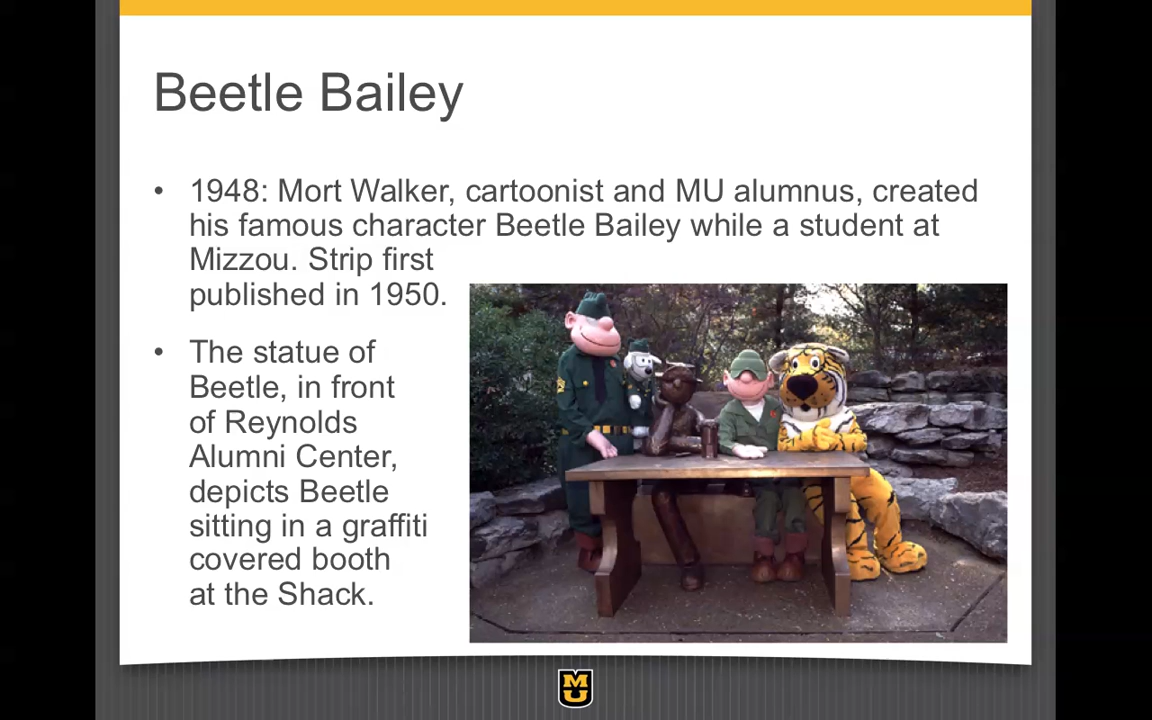 Beetle Bailey
• 1948: Mort Walker, cartoonist and MU alumnus, created
his famous character Beetle Bailey while a student at
Mizzou. Strip first
published in 1950.
• The statue of
Beetle, in front
of Reynolds
Alumni Center,
depicts Beetle
sitting in a graffiti
covered booth
at the Shack.
MU